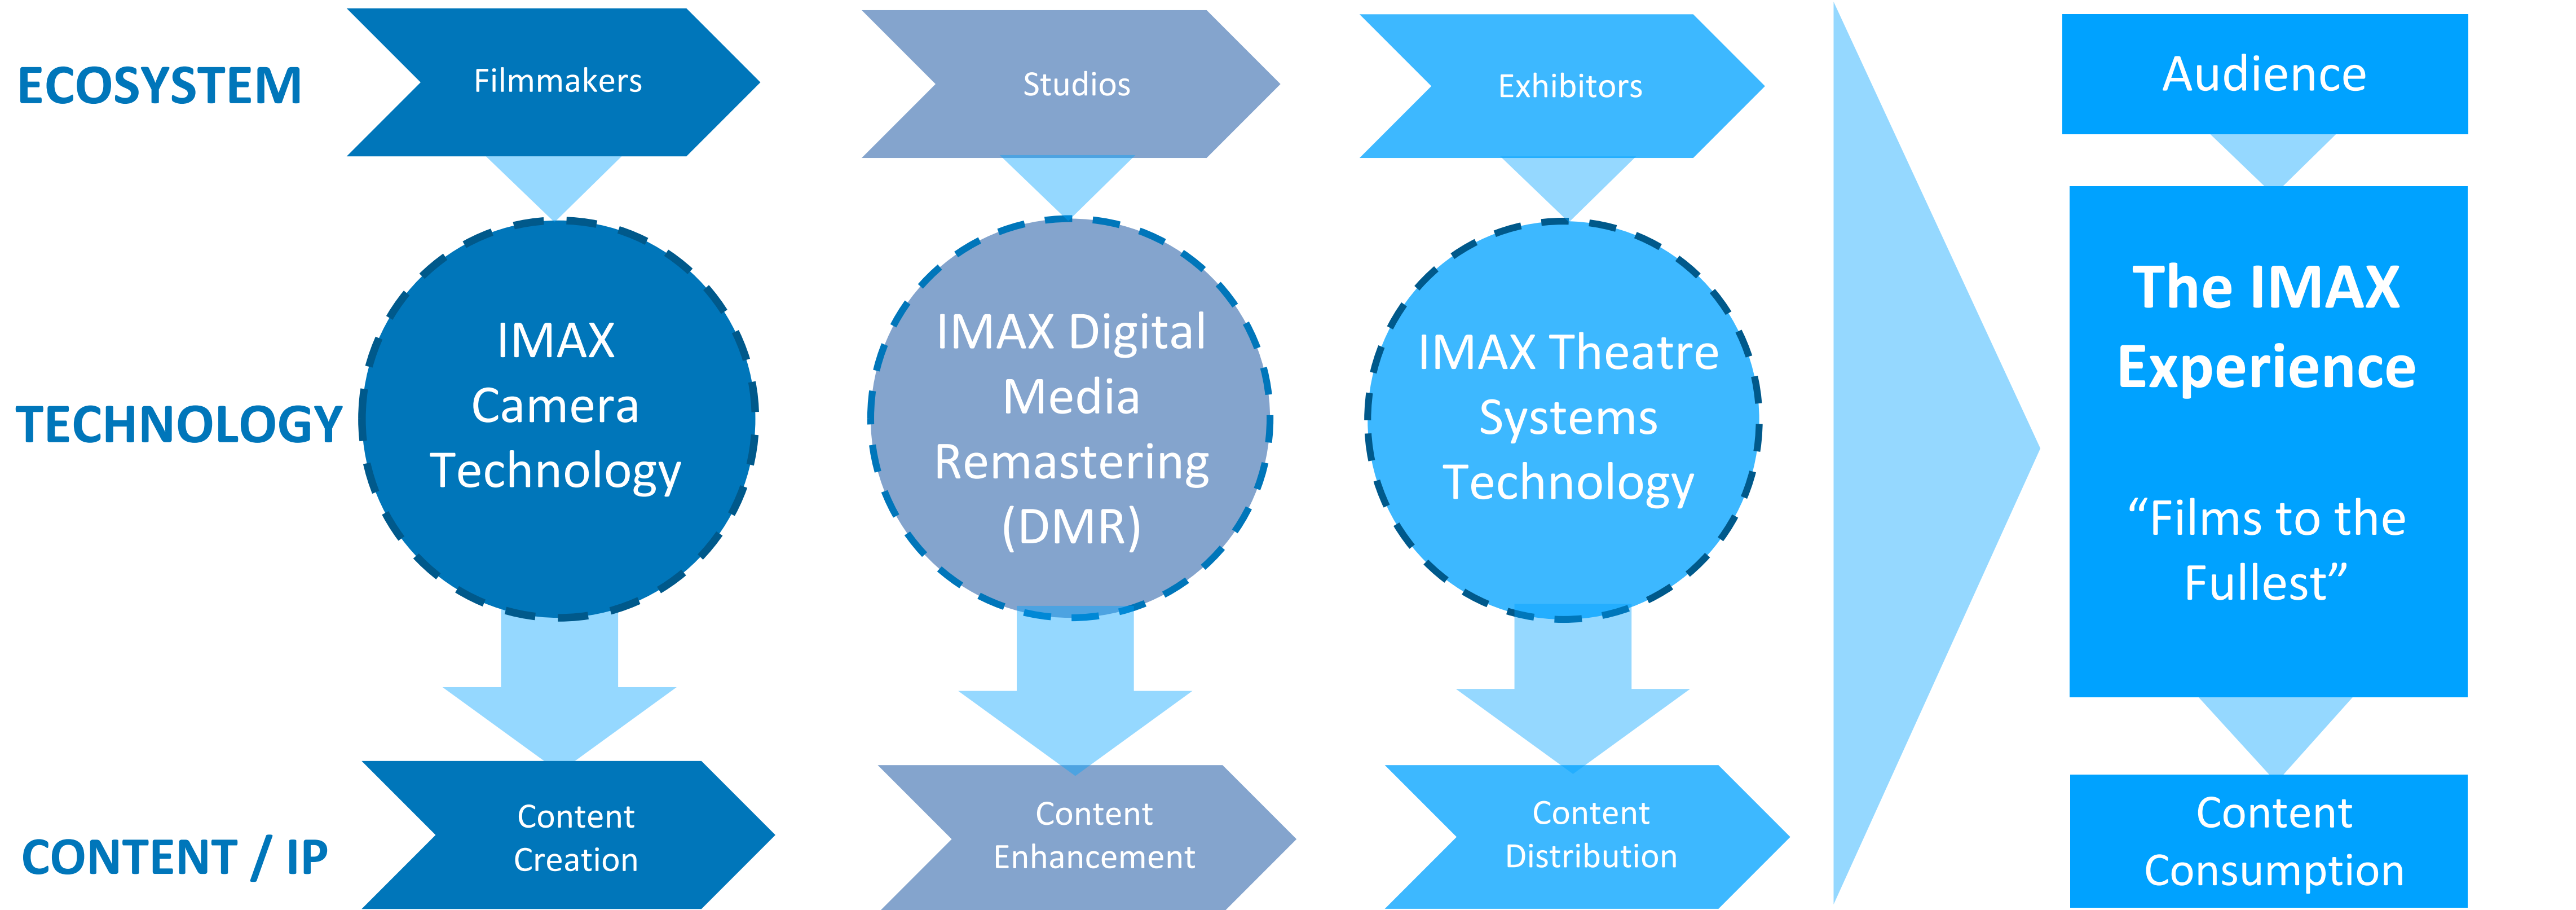 ECOSYSTEM
Filmmakers
Studios
Exhibitors
Audience
TECHNOLOGY
IMAX
Camera
Technology
IMAX Digital
Media
Remastering
(DMR)
IMAX Theatre
Systems
Technology
The IMAX
Experience
“Films to the
Fullest”
CONTENT / IP
Content
Creation
Content
Enhancement
Content
Distribution
Content
Consumption